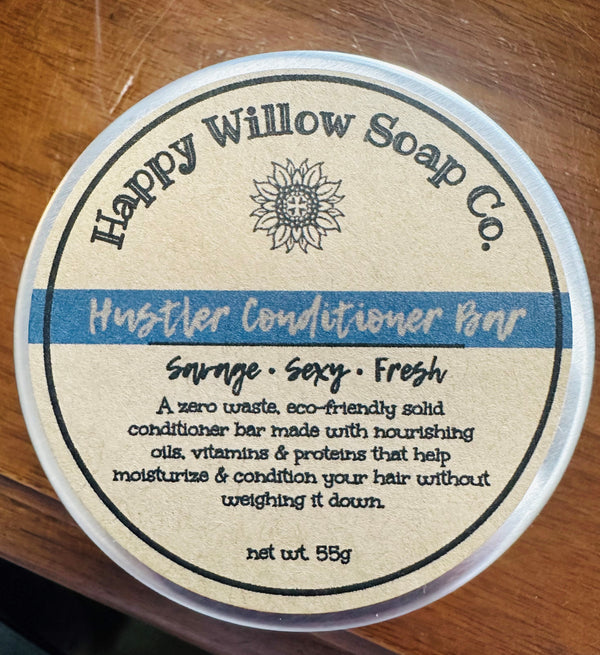 Happy Willow Soap Co.
Hustler Conditioner Bar
Savage • Sexy • Fresh
A zero waste, eco-friendly solid
conditioner bar made with nourishing
oils, vitamins & proteins that help
moisturize & condition your hair without
weighing it down.
net wt. 55g